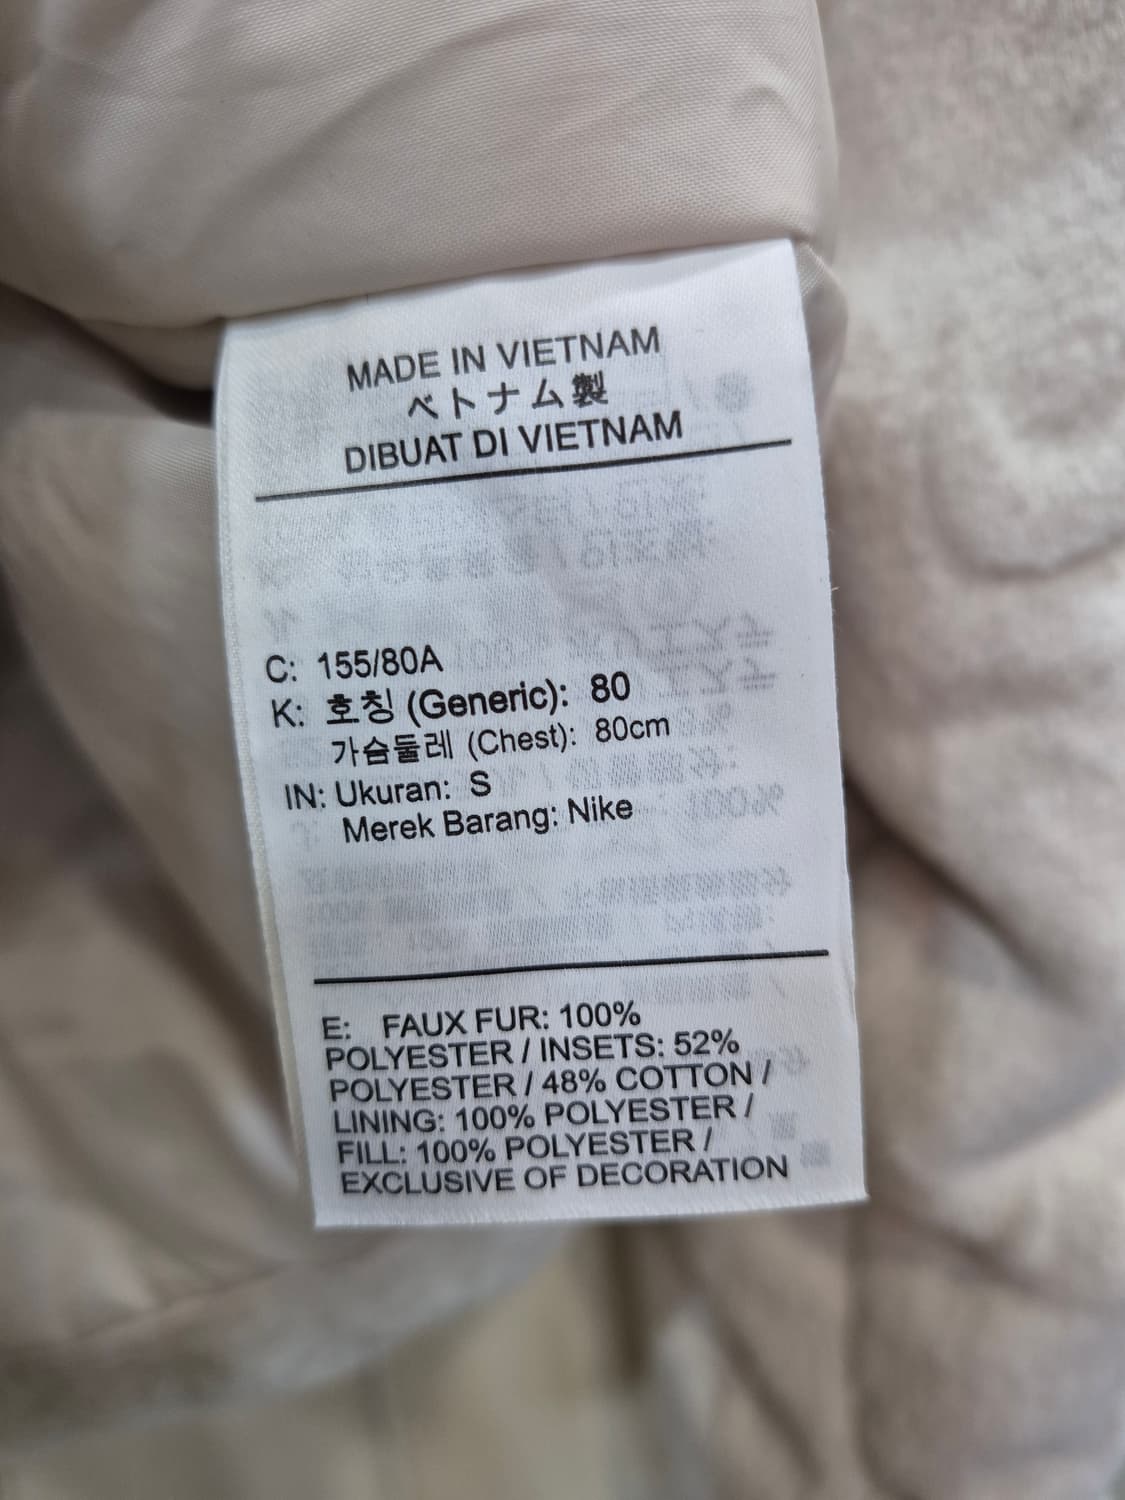 MADE IN VIETNAM
ベトナム製
DIBUAT DI VIETNAM
C: 155/80A
K: 호칭 (Generic): 80
가슴둘레 (Chest): 80cm
IN: Ukuran: S
Merek Barang: Nike
E: FAUX FUR: 100%
POLYESTER / INSETS: 52%
POLYESTER / 48% COTTON /
LINING: 100% POLYESTER /
FILL: 100% POLYESTER /
EXCLUSIVE OF DECORATION